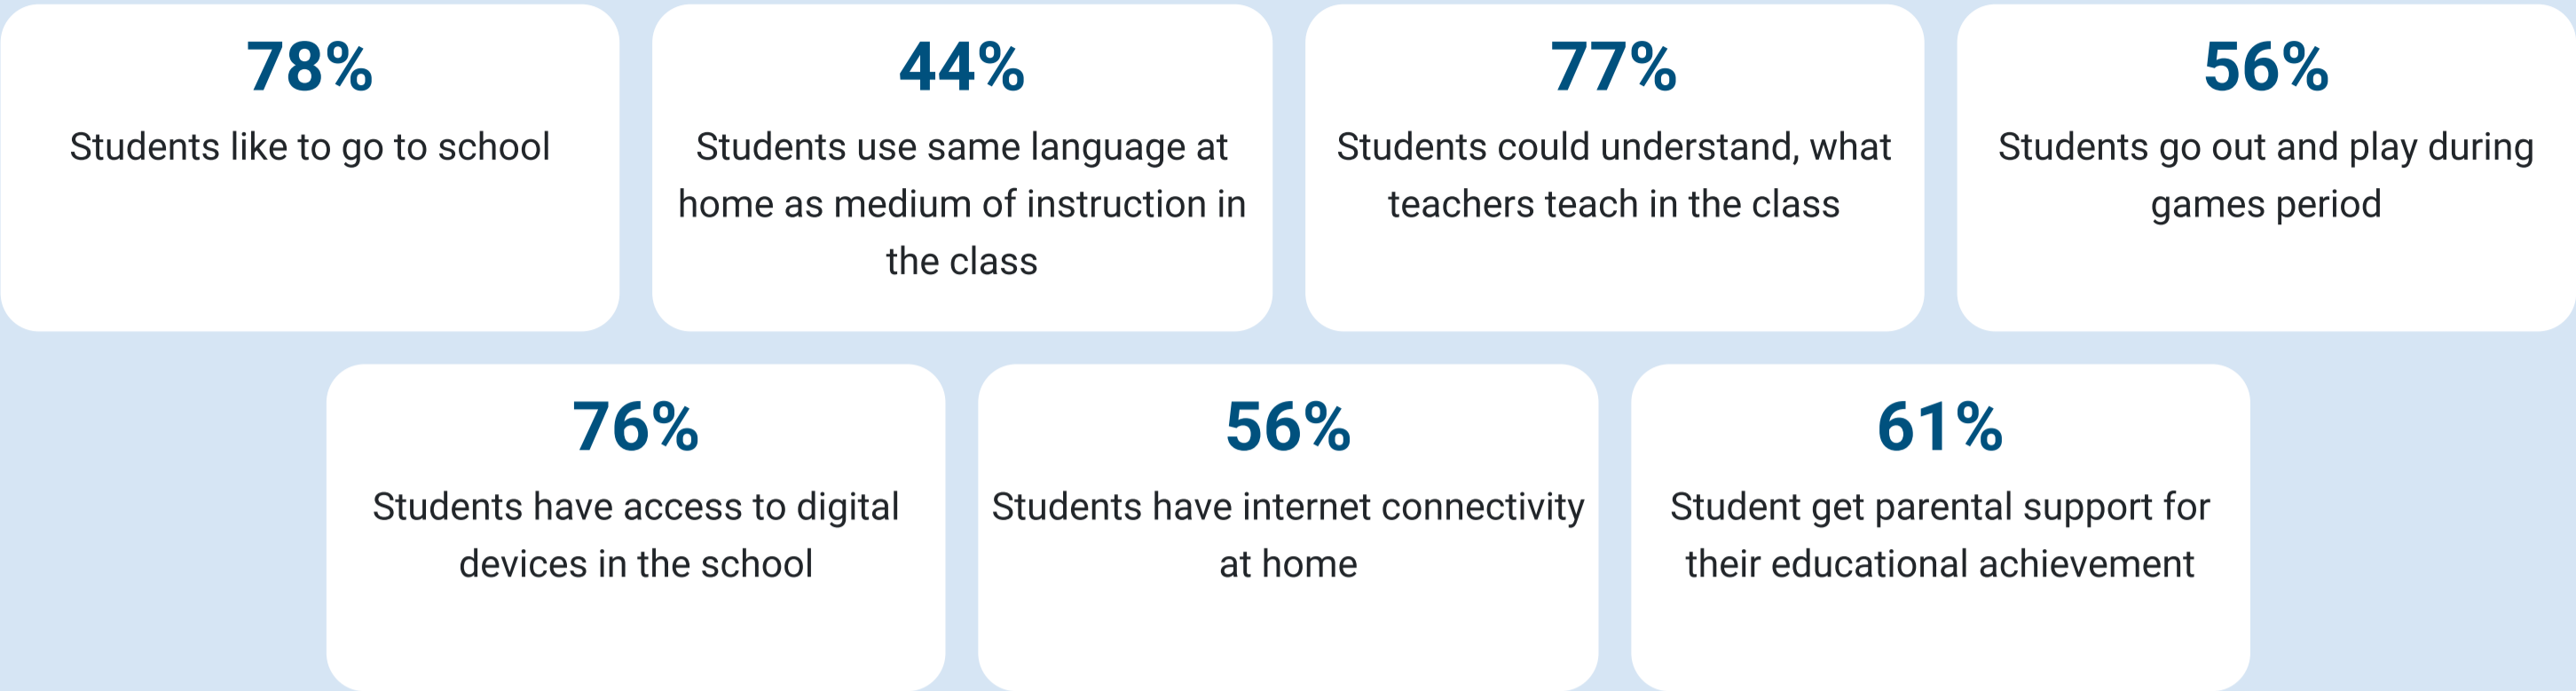 78%
Students like to go to school
44%
Students use same language at
home as medium of instruction in
the class
77%
Students could understand, what
teachers teach in the class
56%
Students go out and play during
games period
76%
Students have access to digital
devices in the school
56%
Students have internet connectivity
at home
61%
Student get parental support for
their educational achievement